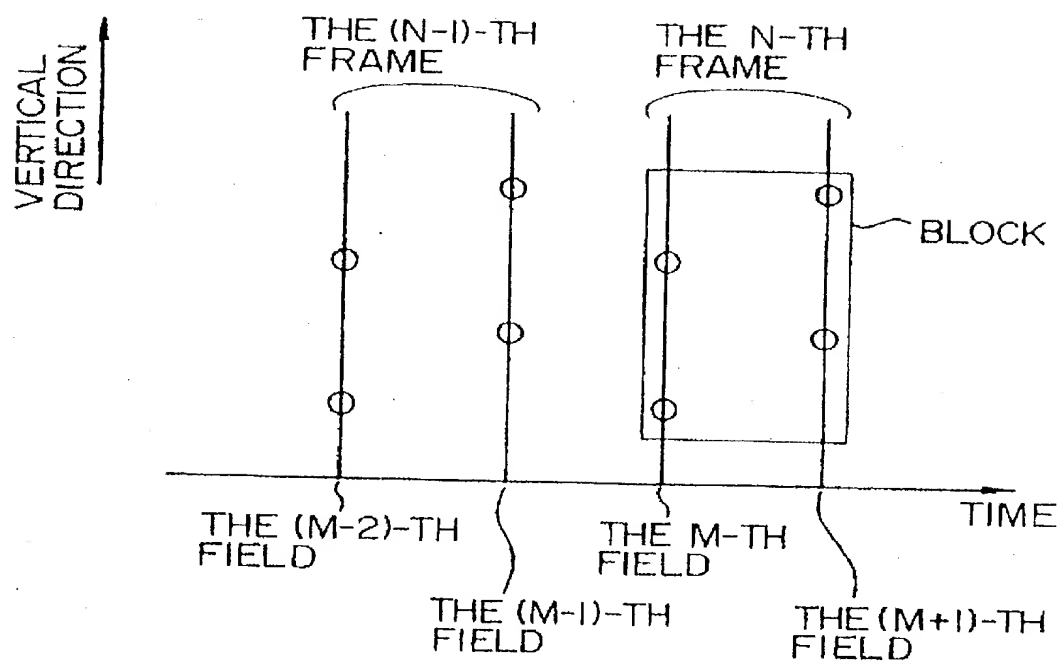 VERTICAL
DIRECTION
THE (N-1)-TH
FRAME
THE N-TH
FRAME
BLOCK
TIME
THE (M-2)-TH
FIELD
THE (M-1)-TH
FIELD
THE M-TH
FIELD
THE (M+1)-TH
FIELD